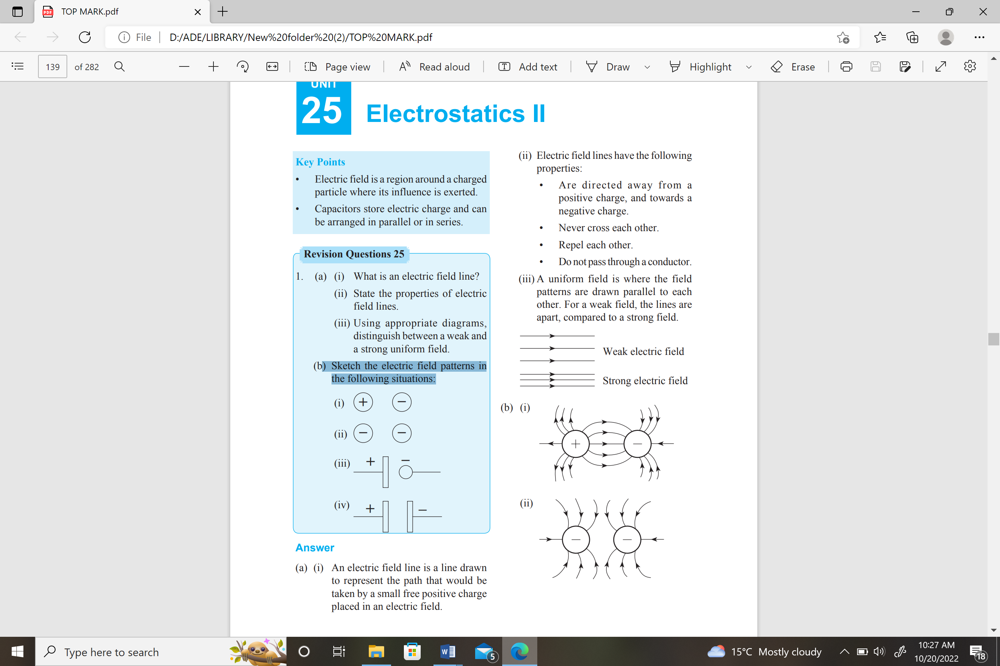 TOP MARK.pdf
File
D:/ADE/LIBRARY/New%20folder%20(2)/TOP%20MARK.pdf
139 of 282
Page view
Read aloud
Add text
Draw
Highlight
Erase
UNIT
25
Electrostatics II
Key Points
• Electric field is a region around a charged
particle where its influence is exerted.
• Capacitors store electric charge and can
be arranged in parallel or in series.
Revision Questions 25
1. (a) (i) What is an electric field line?
(ii) State the properties of electric
field lines.
(iii) Using appropriate diagrams,
distinguish between a weak and
a strong uniform field.
(b) Sketch the electric field patterns in
the following situations:
(i) + −
(ii) − −
(iii) + −
(iv) + −
Answer
(a) (i) An electric field line is a line drawn
to represent the path that would be
taken by a small free positive charge
placed in an electric field.
(ii) Electric field lines have the following
properties:
• Are directed away from a
positive charge, and towards a
negative charge.
• Never cross each other.
• Repel each other.
• Do not pass through a conductor.
(iii) A uniform field is where the field
patterns are drawn parallel to each
other. For a weak field, the lines are
apart, compared to a strong field.
Weak electric field
Strong electric field
(b) (i)
+ −
(ii)
− −
Type here to search
5
15°C Mostly cloudy
10:27 AM
10/20/2022
18